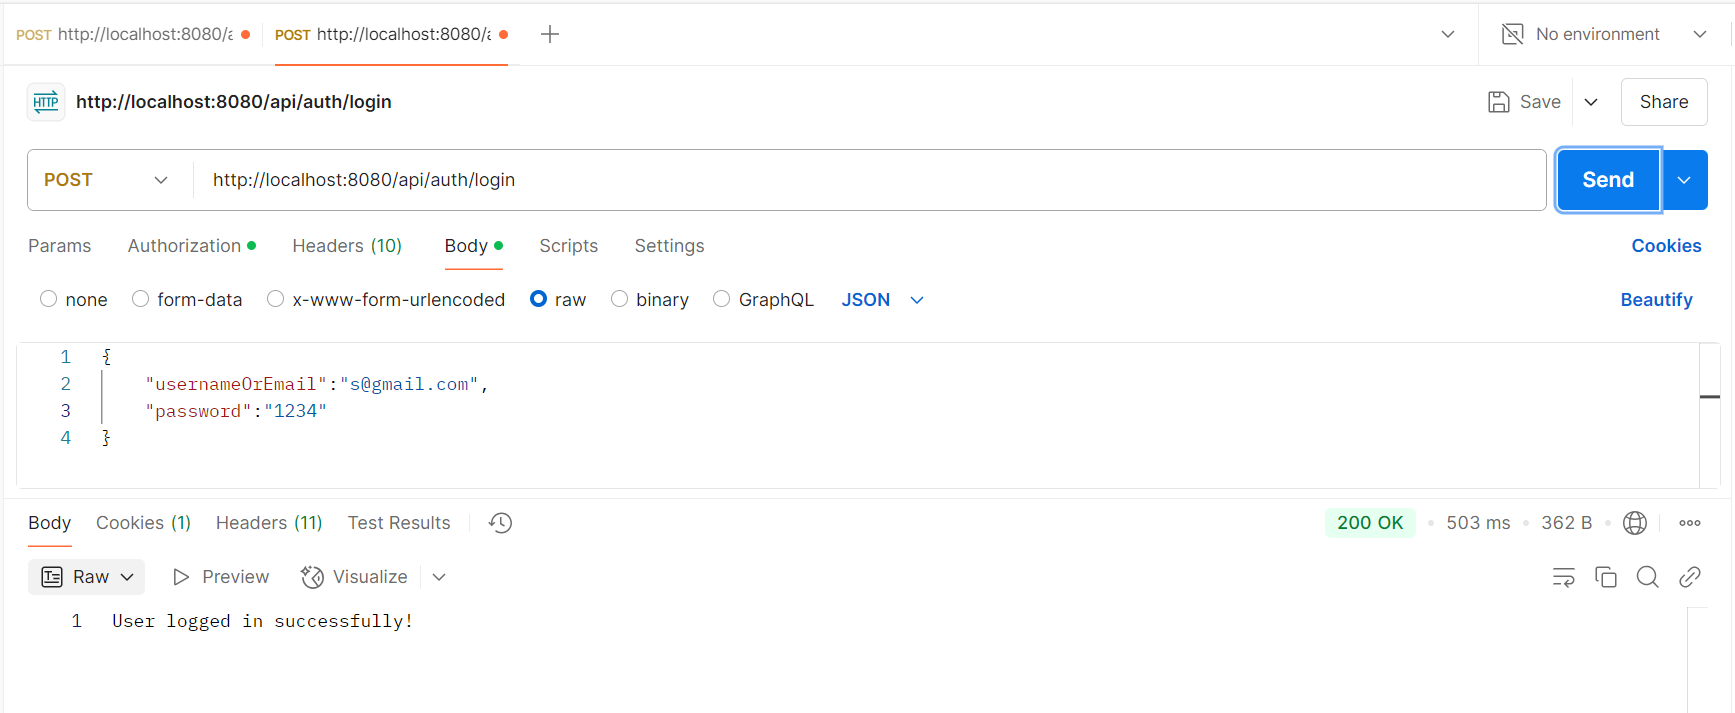 POST http://localhost:8080/a POST http://localhost:8080/a No environment
HTTP http://localhost:8080/api/auth/login Save Share
POST http://localhost:8080/api/auth/login Send
Params Authorization Headers (10) Body Scripts Settings Cookies
none form-data x-www-form-urlencoded raw binary GraphQL JSON Beautify
1 {
2 "usernameOrEmail":"s@gmail.com",
3 "password":"1234"
4 }
Body Cookies (1) Headers (11) Test Results 200 OK • 503 ms • 362 B •
Raw Preview Visualize
1 User logged in successfully!